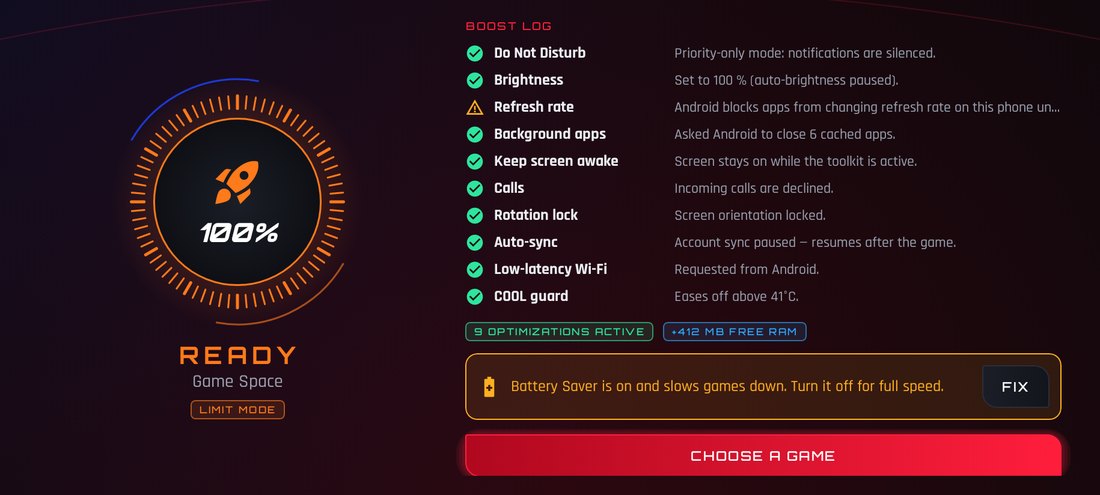 BOOST LOG
Do Not Disturb Priority-only mode: notifications are silenced.
Brightness Set to 100 % (auto-brightness paused).
Refresh rate Android blocks apps from changing refresh rate on this phone un...
Background apps Asked Android to close 6 cached apps.
Keep screen awake Screen stays on while the toolkit is active.
Calls Incoming calls are declined.
Rotation lock Screen orientation locked.
Auto-sync Account sync paused – resumes after the game.
Low-latency Wi-Fi Requested from Android.
COOL guard Eases off above 41°C.
9 OPTIMIZATIONS ACTIVE +412 MB FREE RAM
Battery Saver is on and slows games down. Turn it off for full speed. FIX
CHOOSE A GAME
100%
READY
Game Space
LIMIT MODE